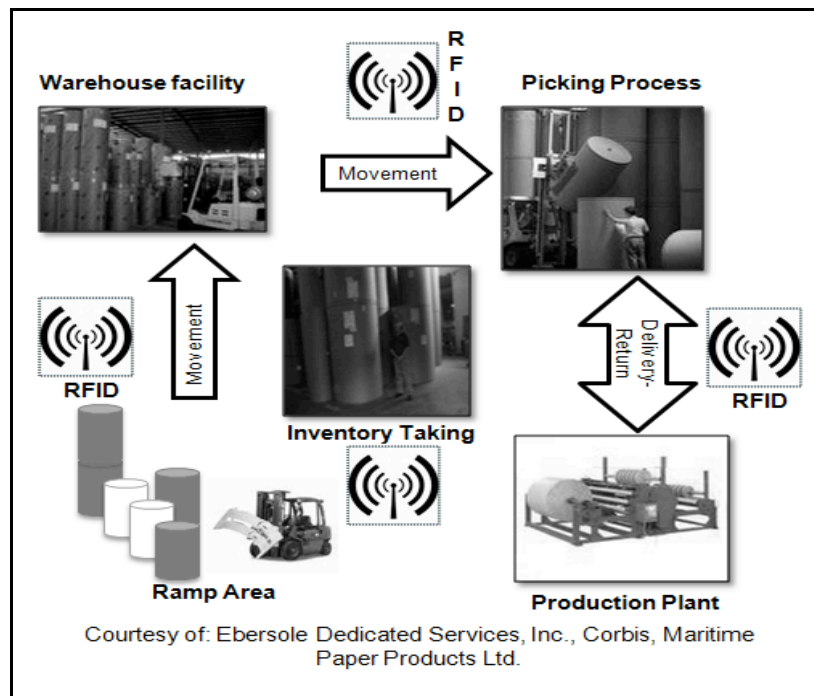 R
F
I
D
Warehouse facility
Picking Process
Movement
Movement
Delivery-
Return
RFID
RFID
Inventory Taking
Ramp Area
Production Plant
Courtesy of: Ebersole Dedicated Services, Inc., Corbis, Maritime
Paper Products Ltd.